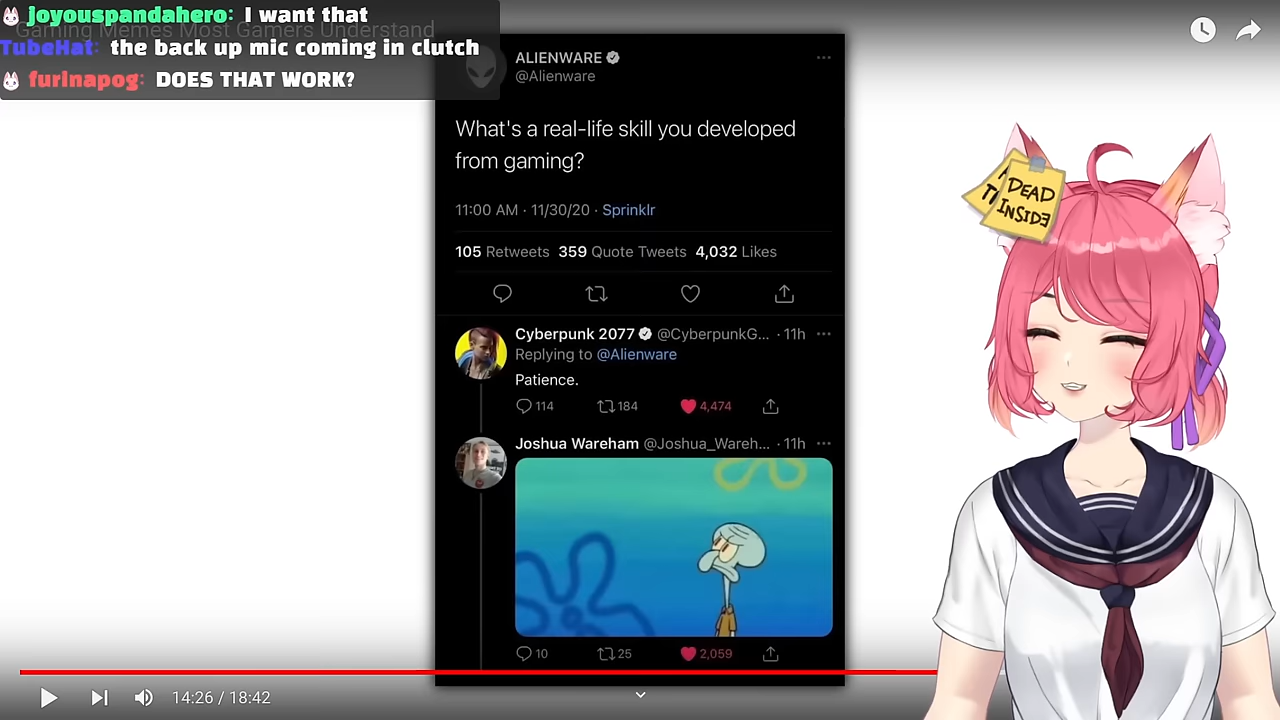 joyouspandahero: I want that
Gaming Memes Most Gamers Understand
TubeHat: the back up mic coming in clutch
furinapog: DOES THAT WORK?
ALIENWARE
@Alienware
What's a real-life skill you developed
from gaming?
11:00 AM · 11/30/20 · Sprinklr
105 Retweets 359 Quote Tweets 4,032 Likes
Cyberpunk 2077 @CyberpunkG... · 11h
Replying to @Alienware
Patience.
114 184 4,474
Joshua Wareham @Joshua_Wareh... · 11h
10 25 2,059
14:26 / 18:42
DEAD
INSIDE